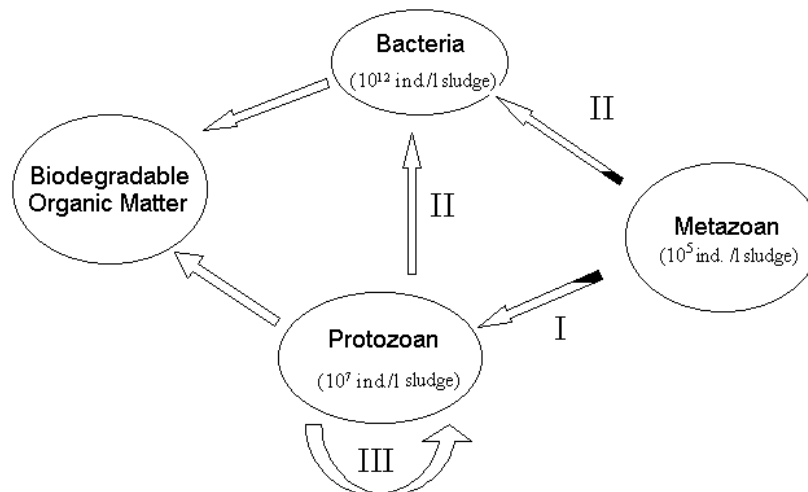 Bacteria
(10¹² ind./l sludge)
II
Biodegradable
Organic Matter
II
Metazoan
(10⁵ ind. /l sludge)
I
Protozoan
(10⁷ ind./l sludge)
III